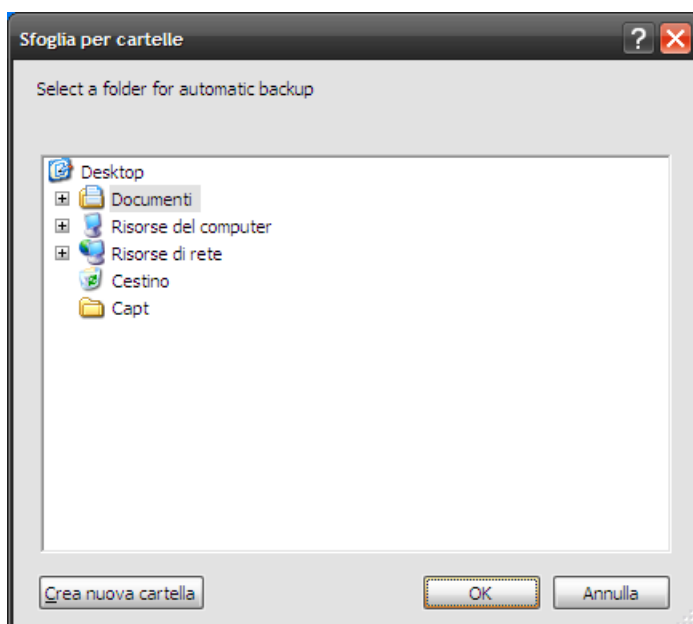 Sfoglia per cartelle
Select a folder for automatic backup
Desktop
Documenti
Risorse del computer
Risorse di rete
Cestino
Capt
Crea nuova cartella
OK
Annulla